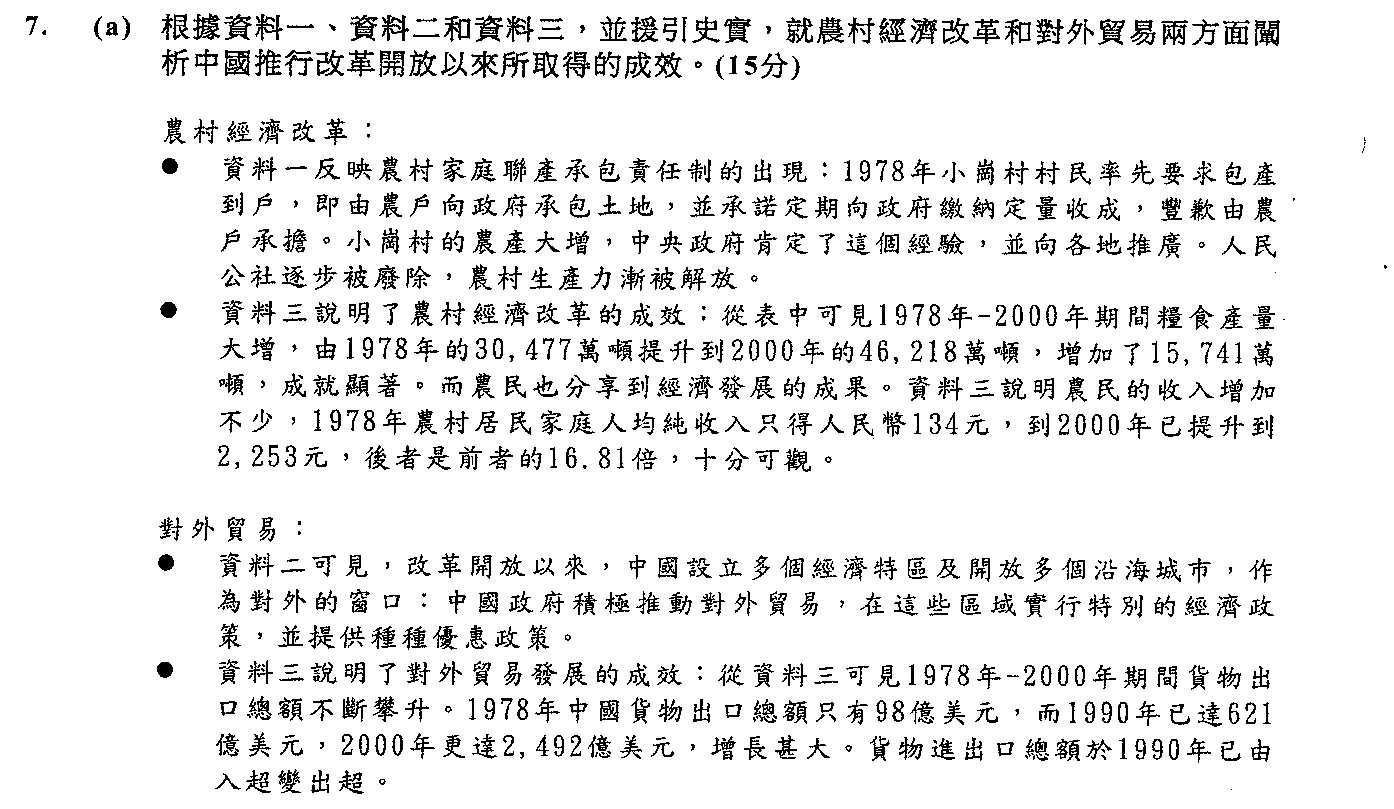 7. (a) 根據資料一、資料二和資料三，並援引史實，就農村經濟改革和對外貿易兩方面闡
析中國推行改革開放以來所取得的成效。(15分)
農村經濟改革：
● 資料一反映農村家庭聯產承包責任制的出現：1978年小崗村村民率先要求包產
到戶，即由農戶向政府承包土地，並承諾定期向政府繳納定量收成，豐歉由農
戶承擔。小崗村的農產大增，中央政府肯定了這個經驗，並向各地推廣。人民
公社逐步被廢除，農村生產力漸被解放。
● 資料三說明了農村經濟改革的成效：從表中可見1978年-2000年期間糧食產量
大增，由1978年的30,477萬噸提升到2000年的46,218萬噸，增加了15,741萬
噸，成就顯著。而農民也分享到經濟發展的成果。資料三說明農民的收入增加
不少，1978年農村居民家庭人均純收入只得人民幣134元，到2000年已提升到
2,253元，後者是前者的16.81倍，十分可觀。
對外貿易：
● 資料二可見，改革開放以來，中國設立多個經濟特區及開放多個沿海城市，作
為對外的窗口：中國政府積極推動對外貿易，在這些區域實行特別的經濟政
策，並提供種種優惠政策。
● 資料三說明了對外貿易發展的成效：從資料三可見1978年-2000年期間貨物出
口總額不斷攀升。1978年中國貨物出口總額只有98億美元，而1990年已達621
億美元，2000年更達2,492億美元，增長甚大。貨物進出口總額於1990年已由
入超變出超。